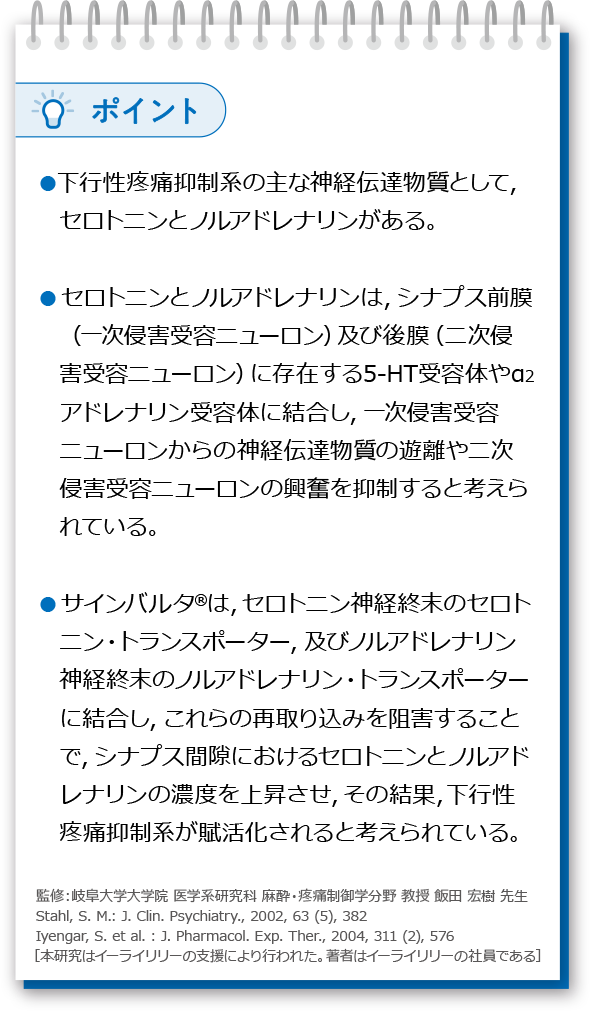 ポイント
●下行性疼痛抑制系の主な神経伝達物質として,
セロトニンとノルアドレナリンがある。
●セロトニンとノルアドレナリンは, シナプス前膜
（一次侵害受容ニューロン）及び後膜（二次侵
害受容ニューロン）に存在する5-HT受容体やα2
アドレナリン受容体に結合し, 一次侵害受容
ニューロンからの神経伝達物質の遊離や二次
侵害受容ニューロンの興奮を抑制すると考えら
れている。
●サインバルタ®は, セロトニン神経終末のセロト
ニン・トランスポーター, 及びノルアドレナリン
神経終末のノルアドレナリン・トランスポーター
に結合し, これらの再取り込みを阻害すること
で, シナプス間隙におけるセロトニンとノルアド
レナリンの濃度を上昇させ, その結果, 下行性
疼痛抑制系が賦活化されると考えられている。
監修：岐阜大学大学院 医学系研究科 麻酔・疼痛制御学分野 教授 飯田 宏樹 先生
Stahl, S. M.: J. Clin. Psychiatry., 2002, 63 (5), 382
Iyengar, S. et al. : J. Pharmacol. Exp. Ther., 2004, 311 (2), 576
［本研究はイーライリリーの支援により行われた。著者はイーライリリーの社員である］